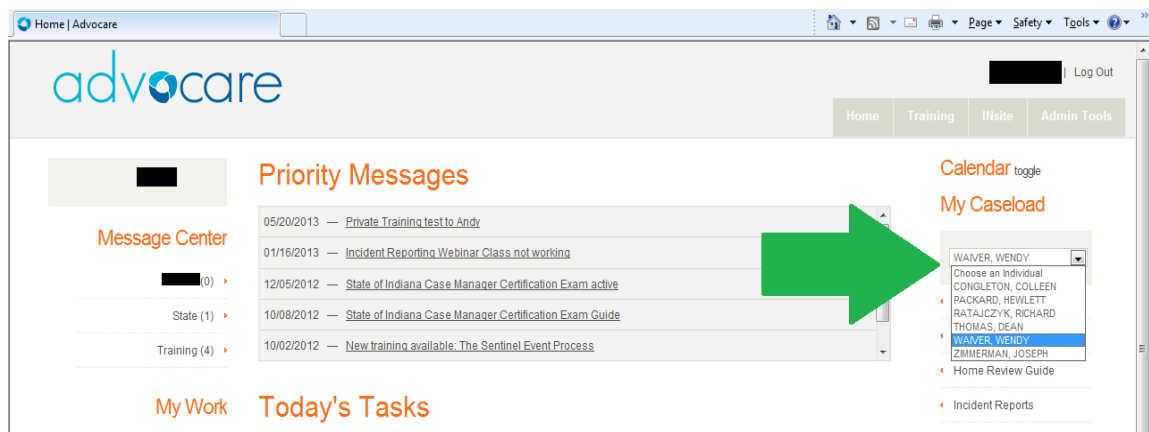 Home | Advocare
Page Safety Tools
advocare
| Log Out
Home Training INsite Admin Tools
Message Center
(0)
State (1)
Training (4)
My Work
Priority Messages
05/20/2013 — Private Training test to Andy
01/16/2013 — Incident Reporting Webinar Class not working
12/05/2012 — State of Indiana Case Manager Certification Exam active
10/08/2012 — State of Indiana Case Manager Certification Exam Guide
10/02/2012 — New training available: The Sentinel Event Process
Today's Tasks
Calendar toggle
My Caseload
WAIVER, WENDY
Choose an Individual
CONGLETON, COLLEEN
PACKARD, HEWLETT
RATAJCZYK, RICHARD
THOMAS, DEAN
WAIVER, WENDY
ZIMMERMAN, JOSEPH
Home Review Guide
Incident Reports